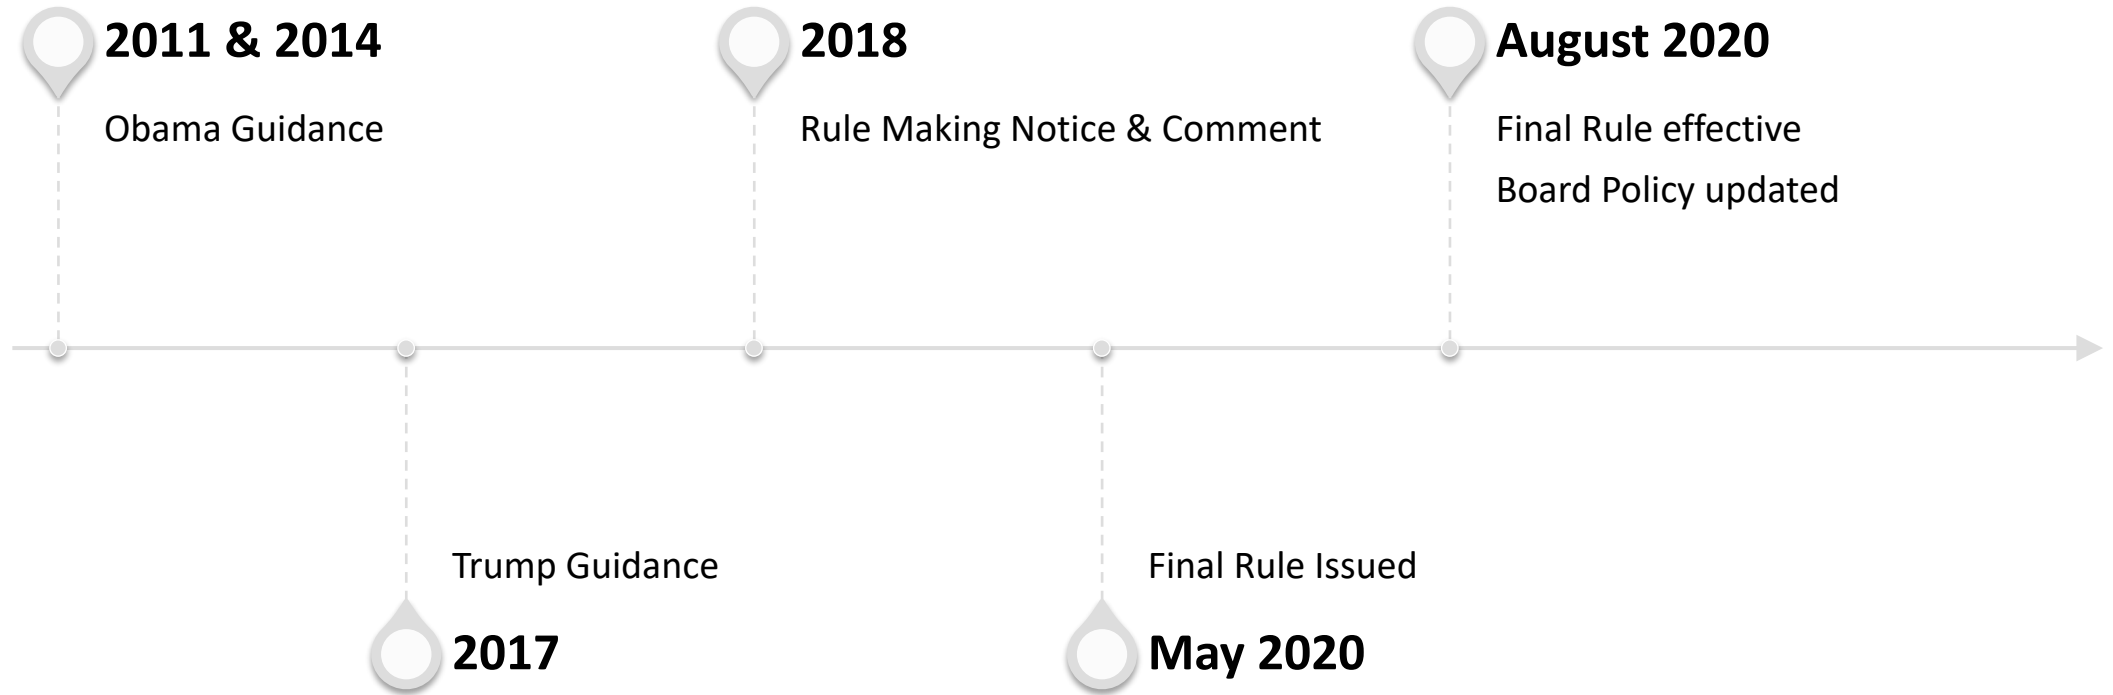 2011 & 2014
Obama Guidance
Trump Guidance
2017
2018
Rule Making Notice & Comment
Final Rule Issued
May 2020
August 2020
Final Rule effective
Board Policy updated